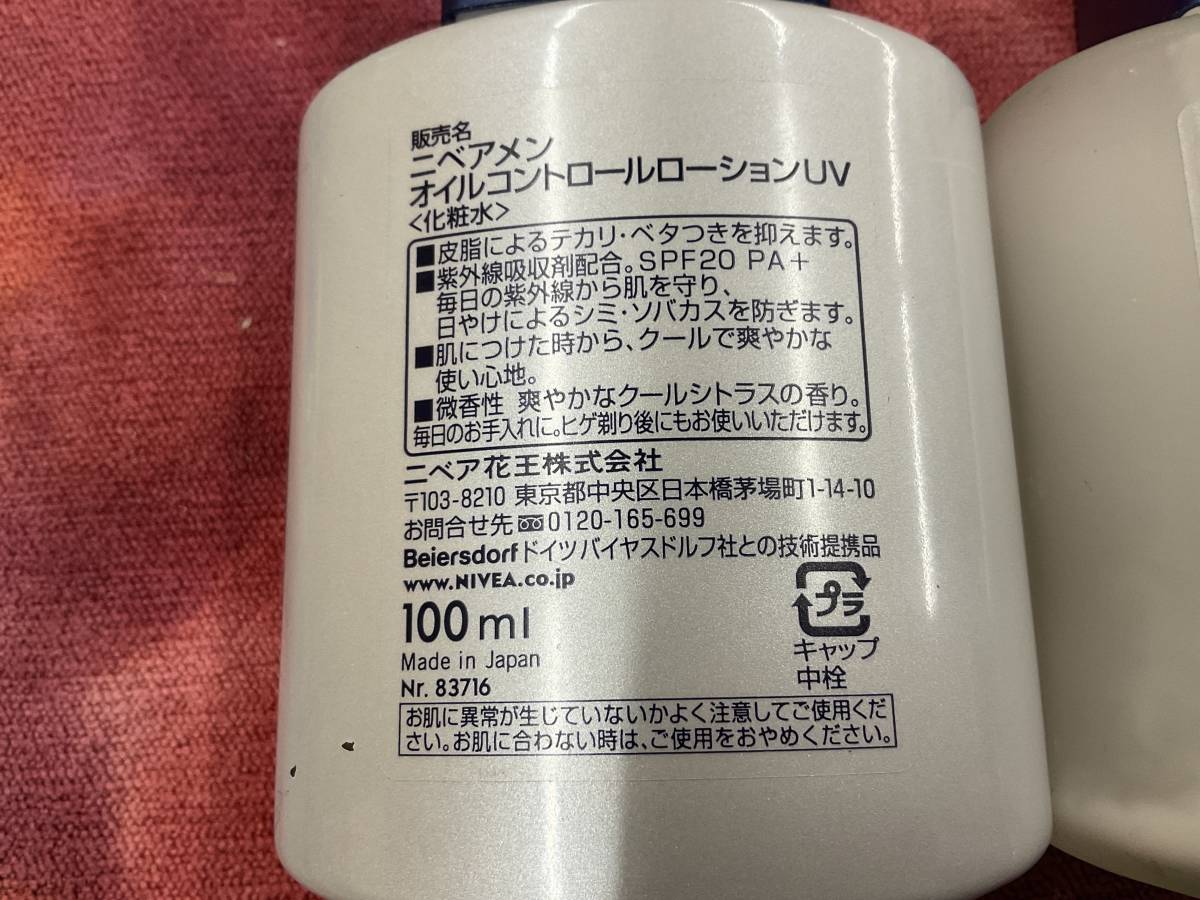 販売名
ニベアメン
オイルコントロールローションUV
<化粧水>
■皮脂によるテカリ・ベタつきを抑えます。
■紫外線吸収剤配合。SPF20 PA+
毎日の紫外線から肌を守り、
日やけによるシミ・ソバカスを防ぎます。
■肌につけた時から、クールで爽やかな
使い心地。
■微香性 爽やかなクールシトラスの香り。
毎日のお手入れに。ヒゲ剃り後にもお使いいただけます。
ニベア花王株式会社
〒103-8210 東京都中央区日本橋茅場町1-14-10
お問合せ先 0120-165-699
Beiersdorfドイツバイヤスドルフ社との技術提携品
www.NIVEA.co.jp
プラ
100 ml
キャップ
Made in Japan
中栓
Nr. 83716
お肌に異常が生じていないかよく注意してご使用くだ
さい。お肌に合わない時は、ご使用をおやめください。